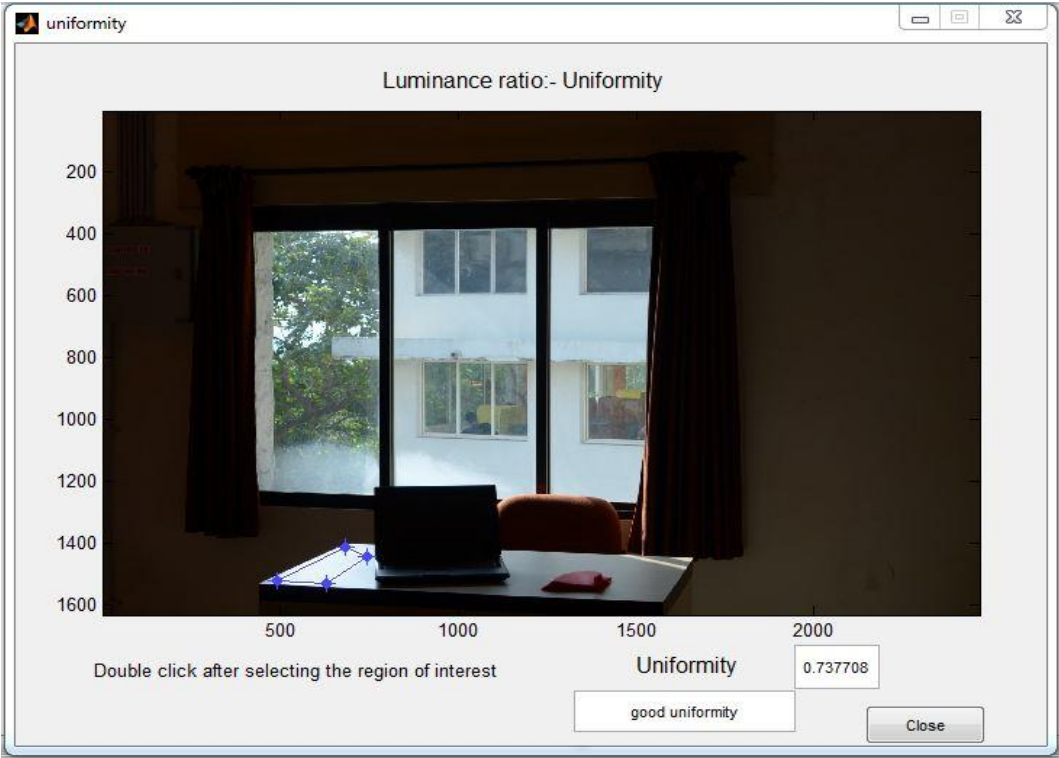 uniformity
Luminance ratio:- Uniformity
200
400
600
800
1000
1200
1400
1600
500 1000 1500 2000
Double click after selecting the region of interest
Uniformity 0.737708
good uniformity
Close